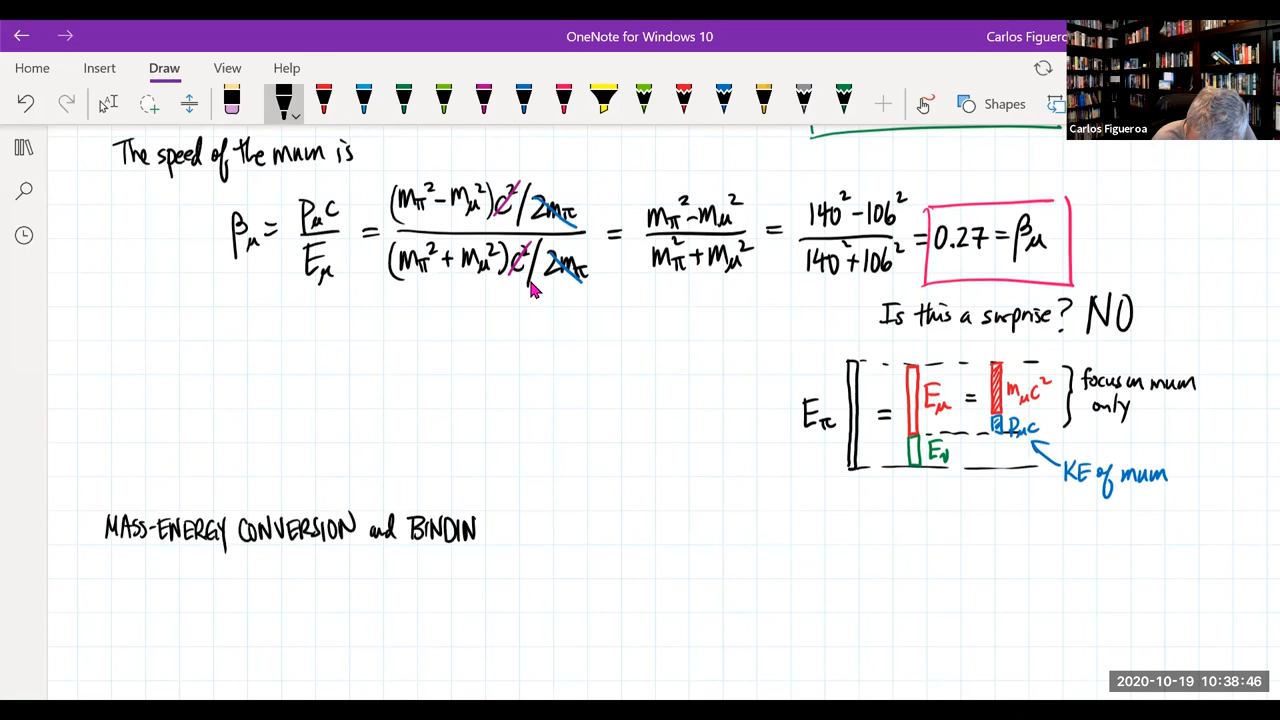 OneNote for Windows 10
Carlos Figuero
Home Insert Draw View Help
Shapes
Carlos Figueroa
The speed of the muon is
βμ = pμc / Eμ = (mπ² - mμ²)c²/2mπ / (mπ² + mμ²)c²/2mπ = mπ² - mμ² / mπ² + mμ² = 140² - 106² / 140² + 106² = 0.27 = βμ
Is this a surprise? NO
Eπ = Eμ = mμc² } focus on muon only
Eν pμc
KE of muon
MASS-ENERGY CONVERSION and BINDIN
2020-10-19 10:38:46